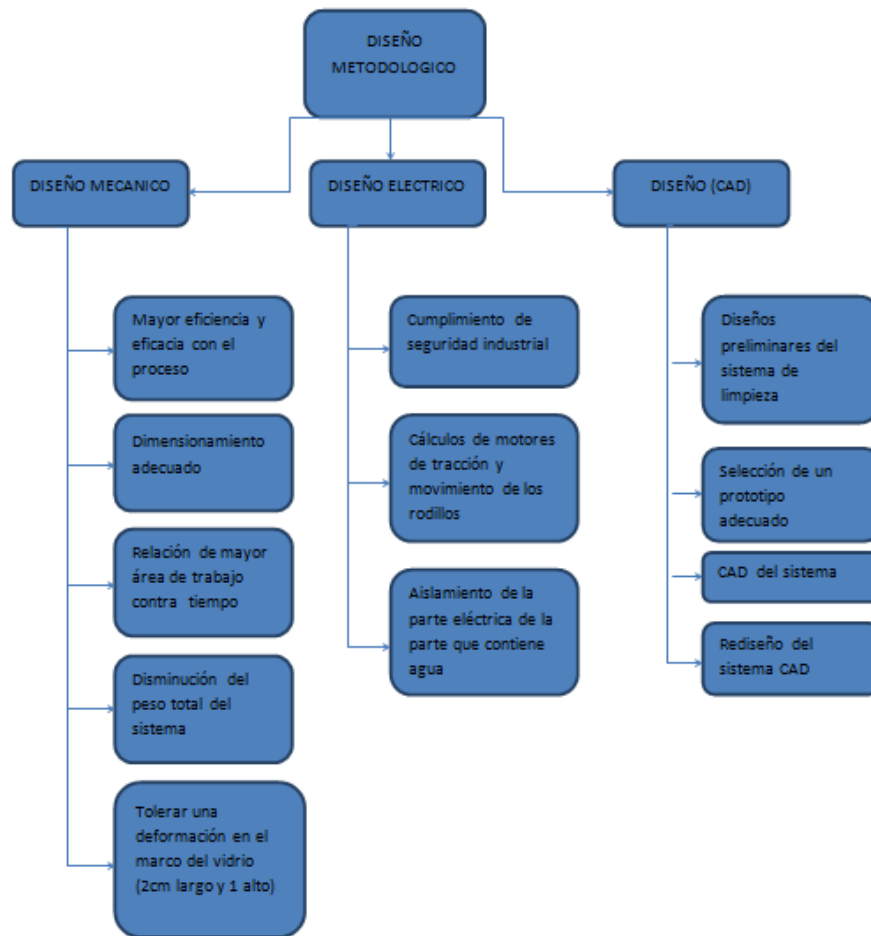 DISEÑO
METODOLOGICO
DISEÑO MECANICO
DISEÑO ELECTRICO
DISEÑO (CAD)
Mayor eficiencia y
eficacia con el
proceso
Dimensionamiento
adecuado
Relación de mayor
área de trabajo
contra tiempo
Disminución del
peso total del
sistema
Tolerar una
deformación en el
marco del vidrio
(2cm largo y 1 alto)
Cumplimiento de
seguridad industrial
Cálculos de motores
de tracción y
movimiento de los
rodillos
Aislamiento de la
parte eléctrica de la
parte que contiene
agua
Diseños
preliminares del
sistema de
limpieza
Selección de un
prototipo
adecuado
CAD del sistema
Rediseño del
sistema CAD